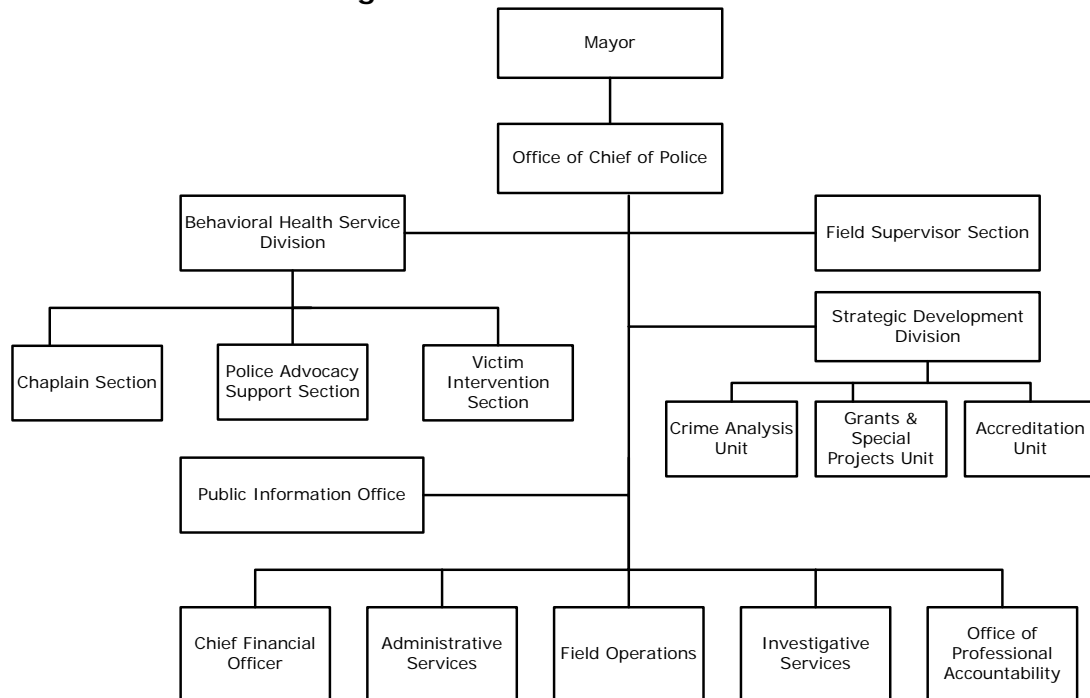 Mayor
Office of Chief of Police
Behavioral Health Service
Division
Field Supervisor Section
Strategic Development
Division
Chaplain Section
Police Advocacy
Support Section
Victim
Intervention
Section
Crime Analysis
Unit
Grants &
Special
Projects Unit
Accreditation
Unit
Public Information Office
Chief Financial
Officer
Administrative
Services
Field Operations
Investigative
Services
Office of
Professional
Accountability